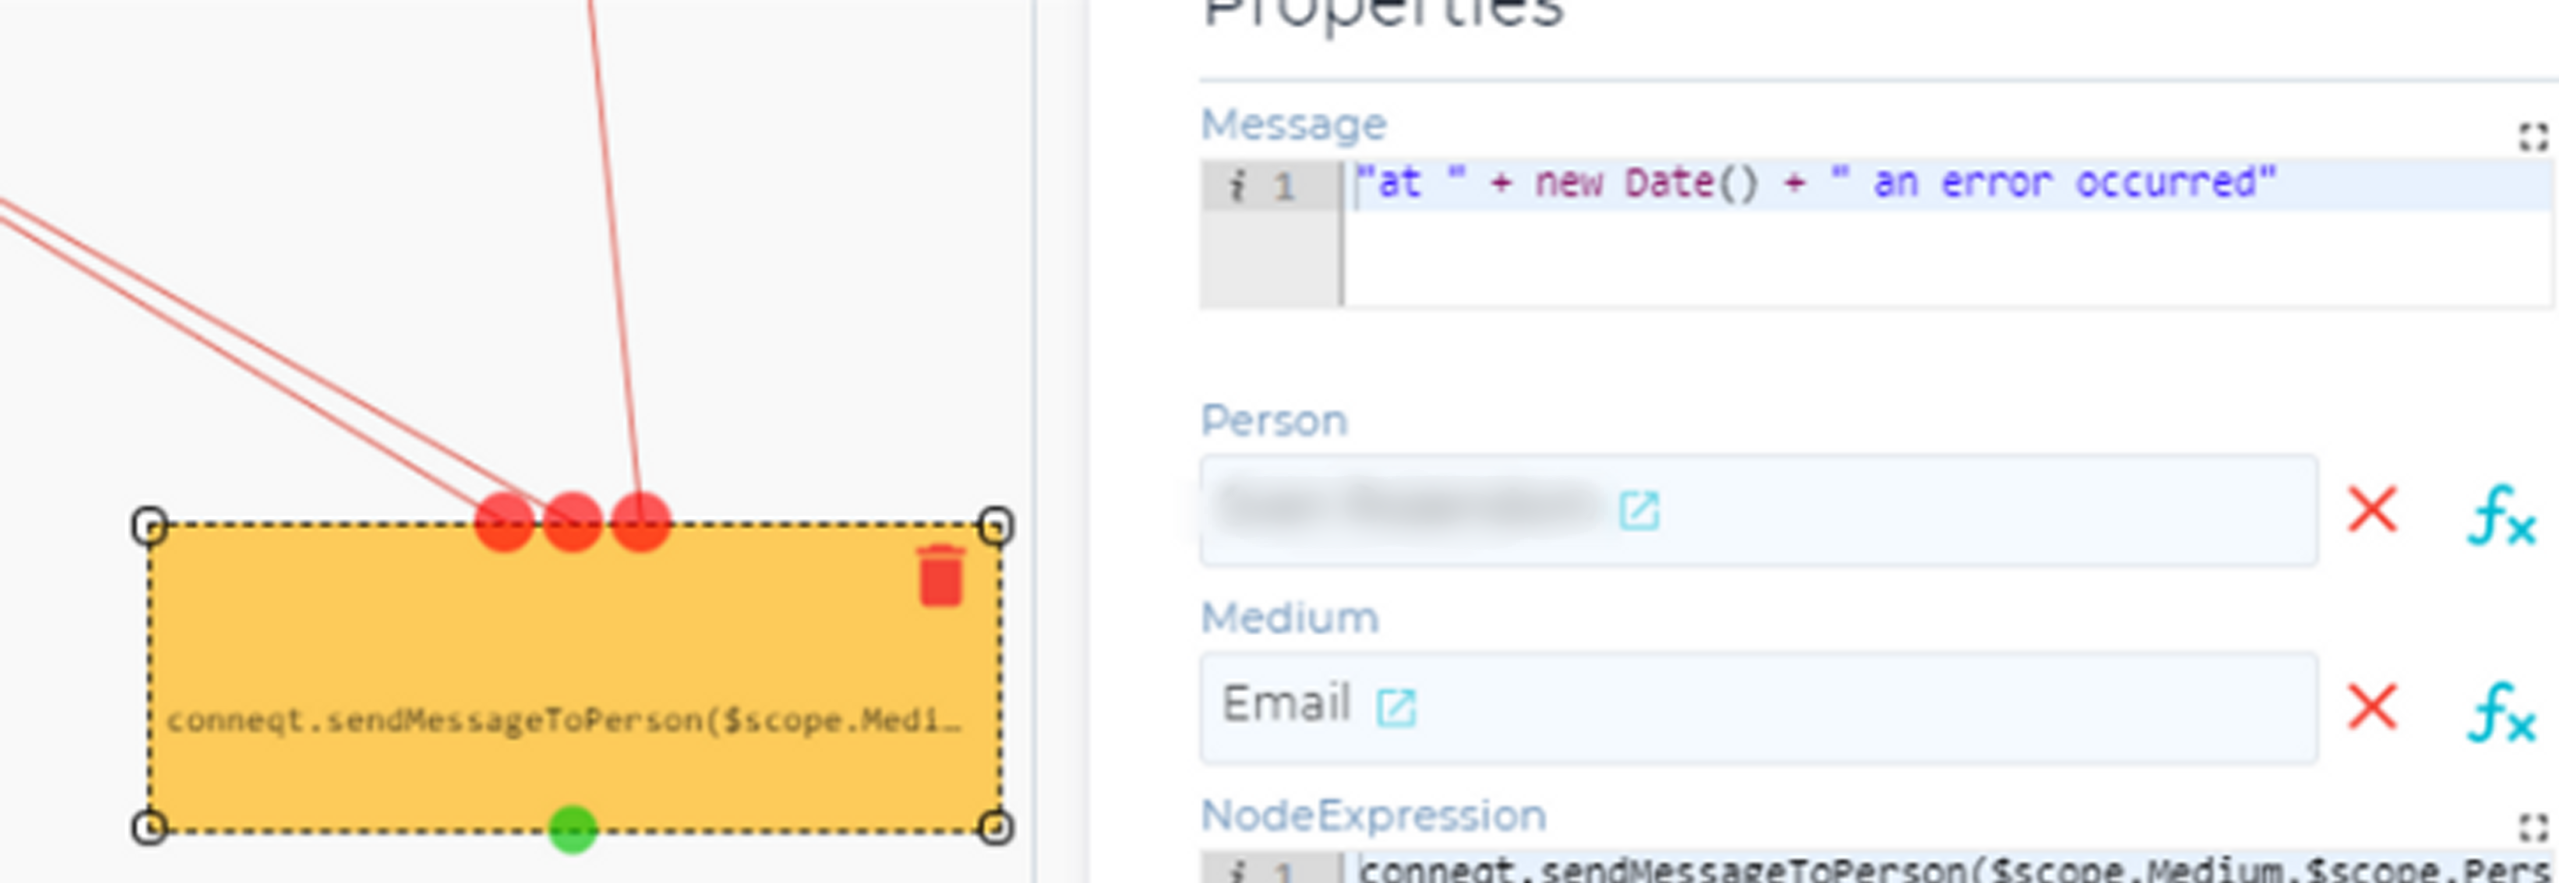 Properties
Message
i 1 "at " + new Date() + " an error occurred"
Person
Medium
Email
NodeExpression
i 1 conneqt.sendMessageToPerson($scope.Medium,$scope.Pers
conneqt.sendMessageToPerson($scope.Medi…